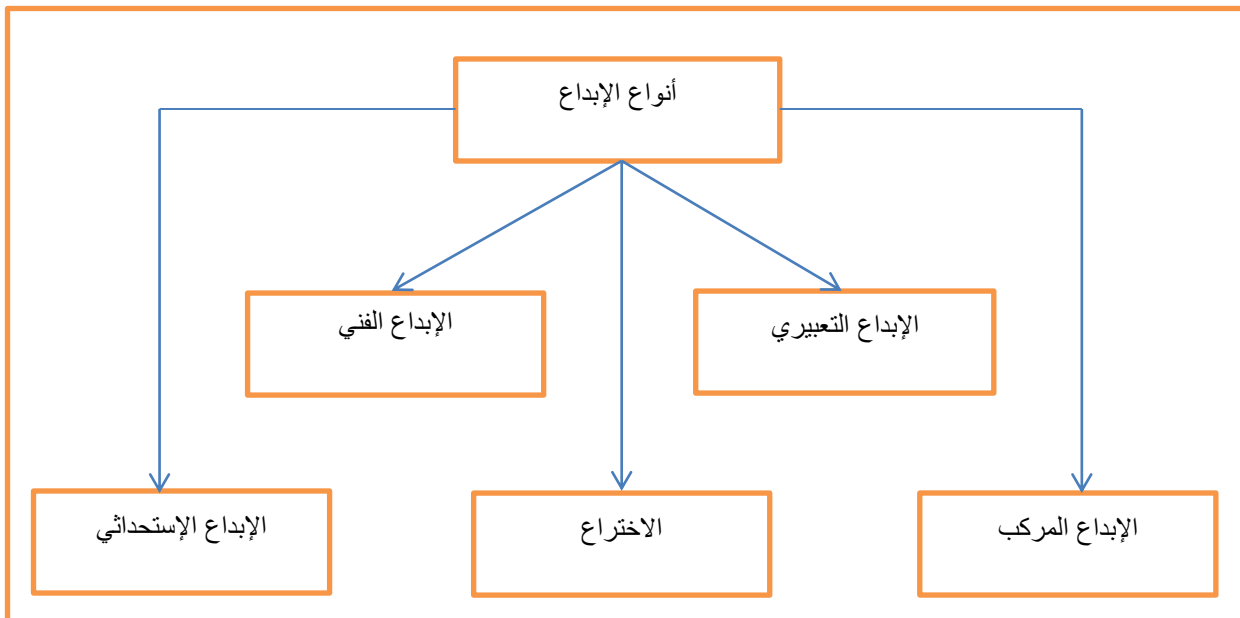 أنواع الإبداع
الإبداع التعبيري
الإبداع الفني
الإبداع المركب
الاختراع
الإبداع الإستحداثي